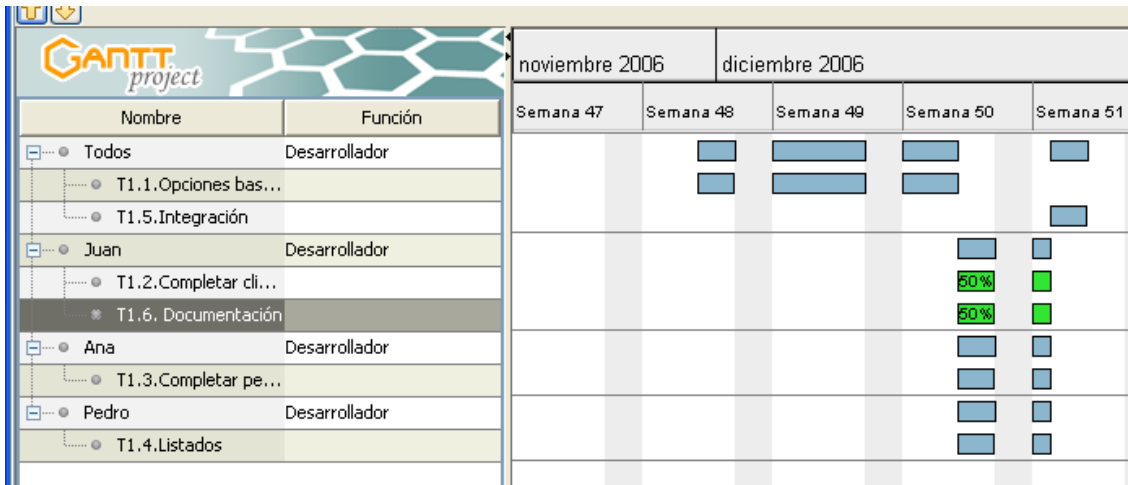 GANTT
project
noviembre 2006 diciembre 2006
Semana 47 Semana 48 Semana 49 Semana 50 Semana 51
Nombre Función
Todos Desarrollador
T1.1.Opciones bas...
T1.5.Integración
Juan Desarrollador
T1.2.Completar cli... 50%
T1.6. Documentación 50%
Ana Desarrollador
T1.3.Completar pe...
Pedro Desarrollador
T1.4.Listados